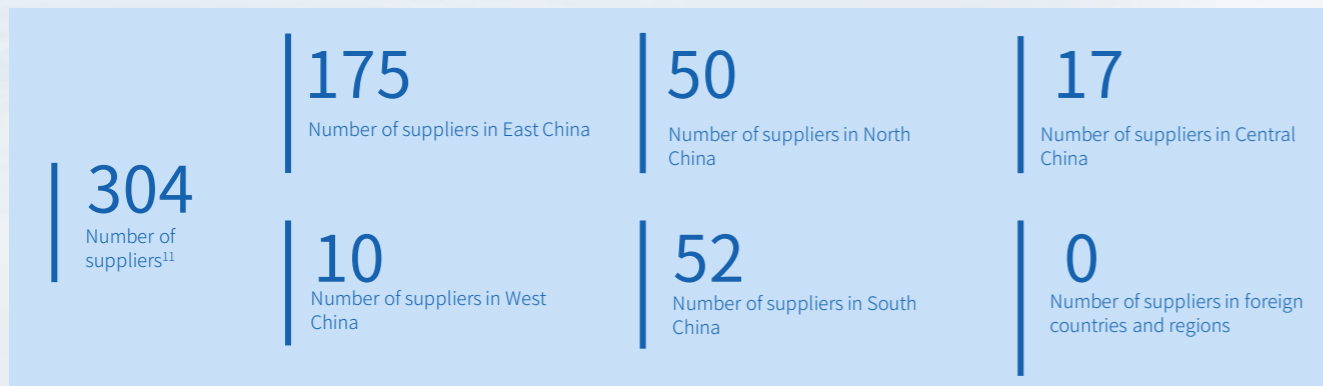 304
Number of
suppliers11
175
Number of suppliers in East China
50
Number of suppliers in North
China
17
Number of suppliers in Central
China
10
Number of suppliers in West
China
52
Number of suppliers in South
China
0
Number of suppliers in foreign
countries and regions